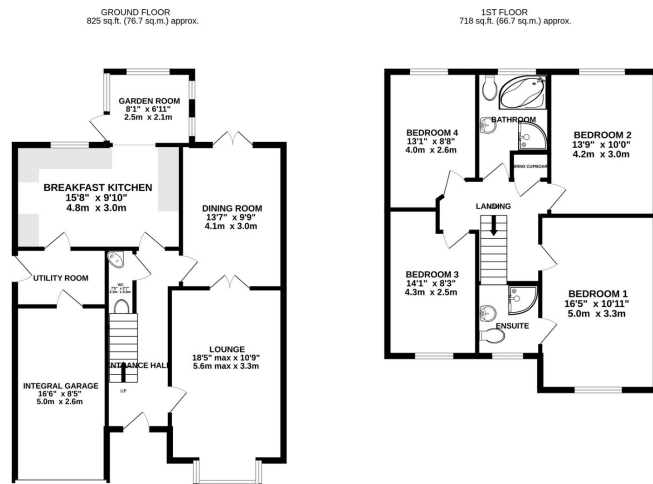 GROUND FLOOR
825 sq.ft. (76.7 sq.m.) approx.
1ST FLOOR
718 sq.ft. (66.7 sq.m.) approx.
GARDEN ROOM
8'1" x 6'11"
2.5m x 2.1m
BREAKFAST KITCHEN
15'8" x 9'10"
4.8m x 3.0m
DINING ROOM
13'7" x 9'9"
4.1m x 3.0m
UTILITY ROOM
WC
ENTRANCE HALL
UP
LOUNGE
18'5" max x 10'9"
5.6m max x 3.3m
INTEGRAL GARAGE
16'6" x 8'5"
5.0m x 2.6m
BEDROOM 4
13'1" x 8'8"
4.0m x 2.6m
BATHROOM
BEDROOM 2
13'9" x 10'0"
4.2m x 3.0m
LANDING
BEDROOM 3
14'1" x 8'3"
4.3m x 2.5m
ENSUITE
BEDROOM 1
16'5" x 10'11"
5.0m x 3.3m